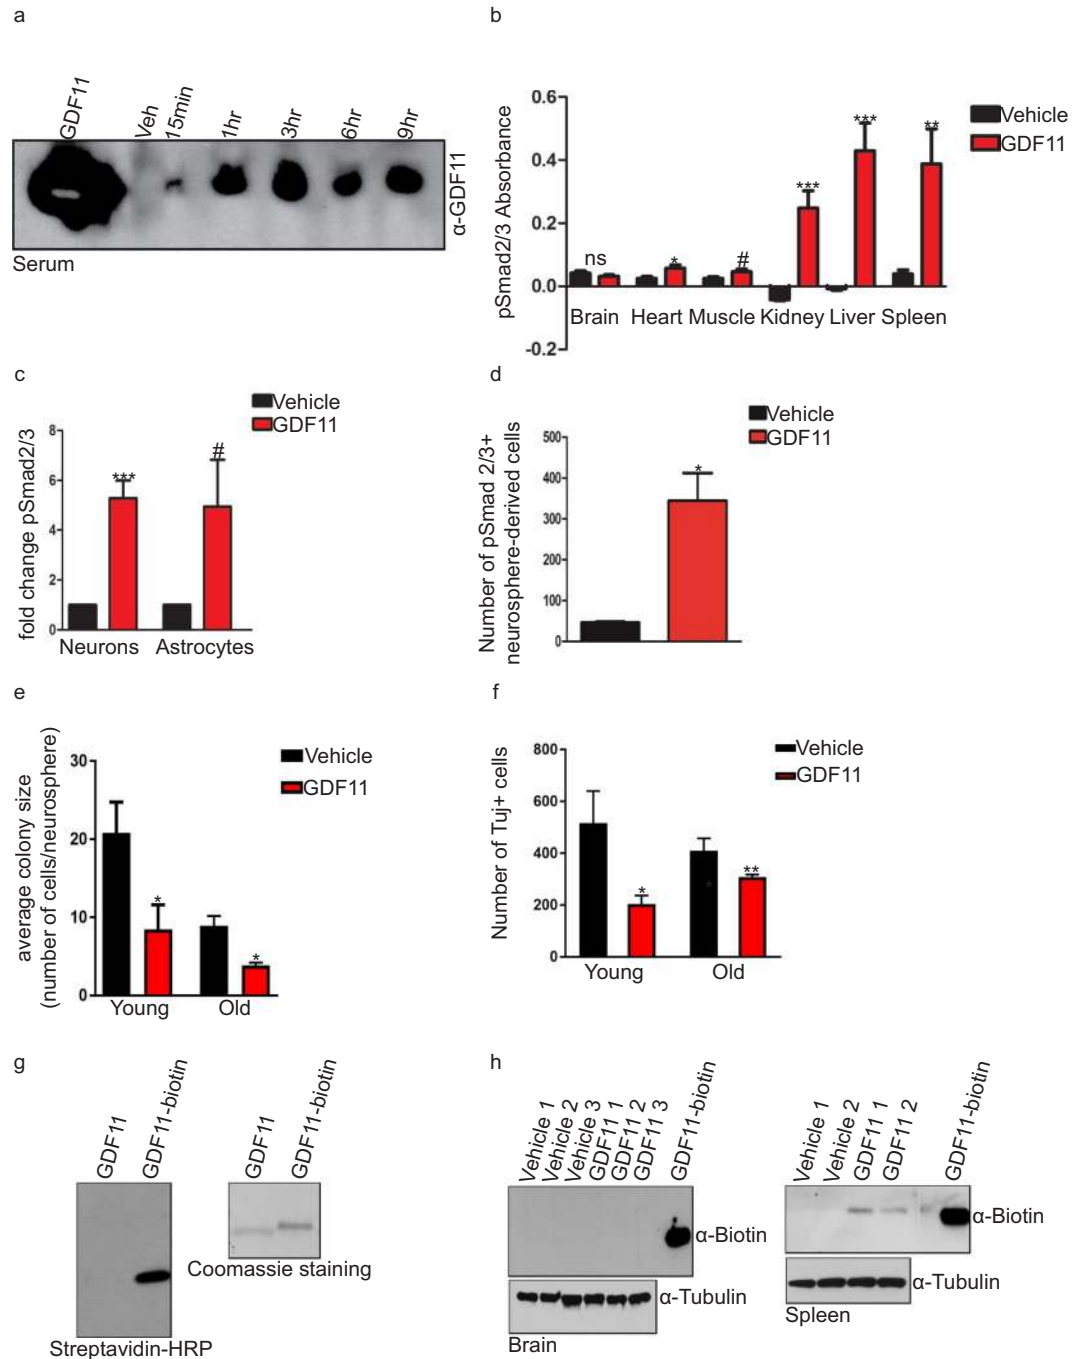 a
GDF11
Veh
15min
1hr
3hr
6hr
9hr
α-GDF11
Serum
b
pSmad2/3 Absorbance
0.6
0.4
0.2
0.0
-0.2
ns
*
#
***
***
**
Brain Heart Muscle Kidney Liver Spleen
Vehicle
GDF11
c
fold change pSmad2/3
8
6
4
2
0
***
#
Neurons Astrocytes
Vehicle
GDF11
d
Number of pSmad 2/3+
neurosphere-derived cells
500
400
300
200
100
0
*
Vehicle
GDF11
e
average colony size
(number of cells/neurosphere)
30
20
10
0
*
*
Young Old
Vehicle
GDF11
f
Number of Tuj+ cells
800
600
400
200
0
*
*
**
Young Old
Vehicle
GDF11
g
GDF11
GDF11-biotin
Streptavidin-HRP
GDF11
GDF11-biotin
Coomassie staining
h
Vehicle 1
Vehicle 2
Vehicle 3
GDF11 1
GDF11 2
GDF11 3
GDF11-biotin
α-Biotin
α-Tubulin
Brain
Vehicle 1
Vehicle 2
GDF11 1
GDF11 2
GDF11-biotin
α-Biotin
α-Tubulin
Spleen